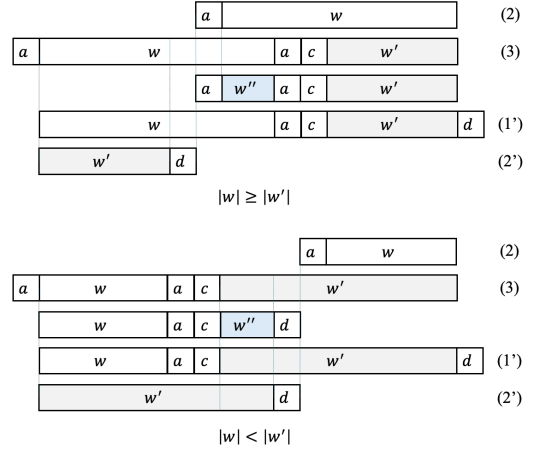 a w (2)
a w a c w′ (3)
a w″ a c w′
w a c w′ d (1’)
w′ d (2’)
|w| ≥ |w′|
a w (2)
a w a c w′ (3)
w a c w″ d
w a c w′ d (1’)
w′ d (2’)
|w| < |w′|